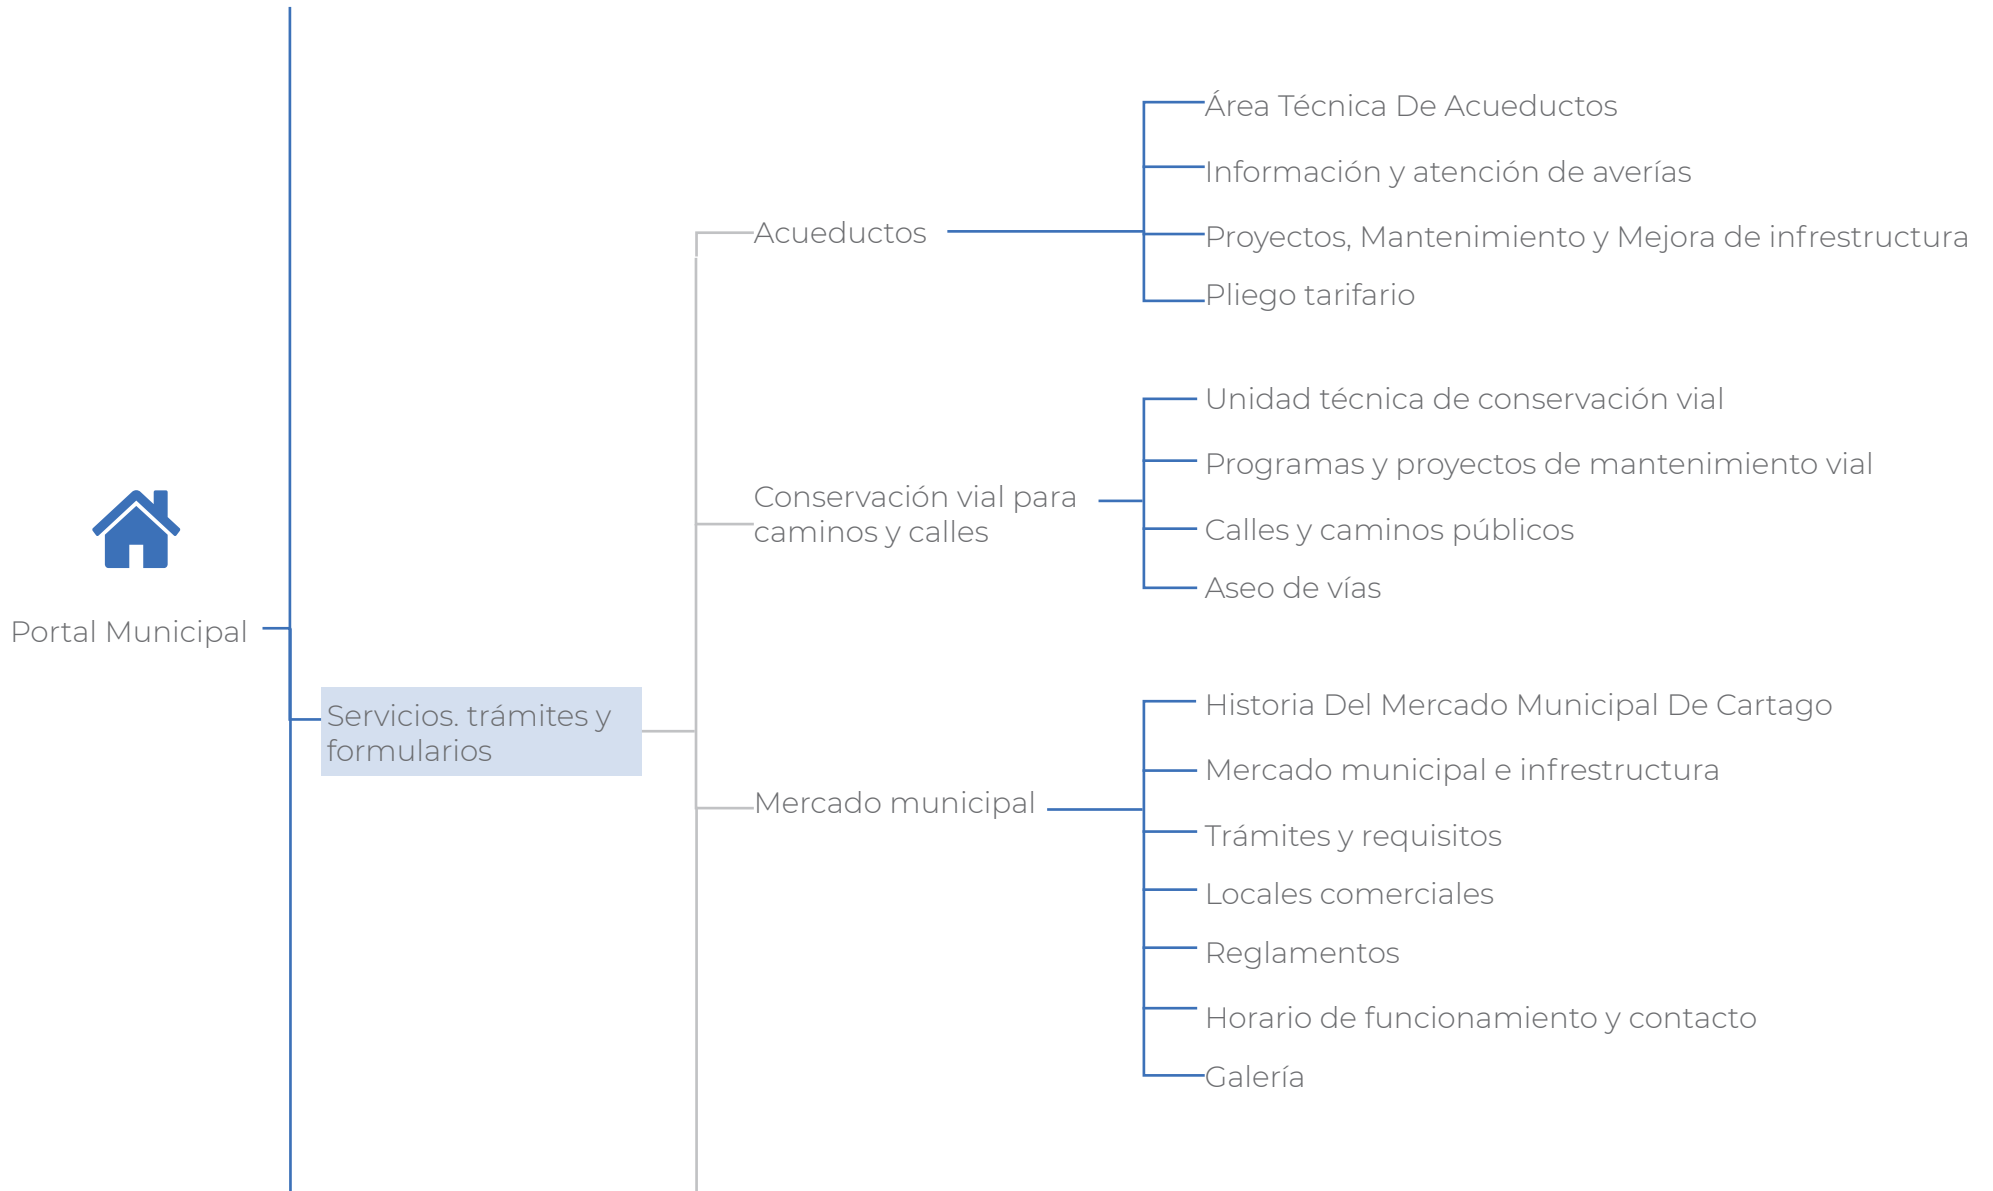 Portal Municipal
Servicios. trámites y
formularios
Acueductos
Área Técnica De Acueductos
Información y atención de averías
Proyectos, Mantenimiento y Mejora de infrestructura
Pliego tarifario
Conservación vial para
caminos y calles
Unidad técnica de conservación vial
Programas y proyectos de mantenimiento vial
Calles y caminos públicos
Aseo de vías
Mercado municipal
Historia Del Mercado Municipal De Cartago
Mercado municipal e infrestructura
Trámites y requisitos
Locales comerciales
Reglamentos
Horario de funcionamiento y contacto
Galería